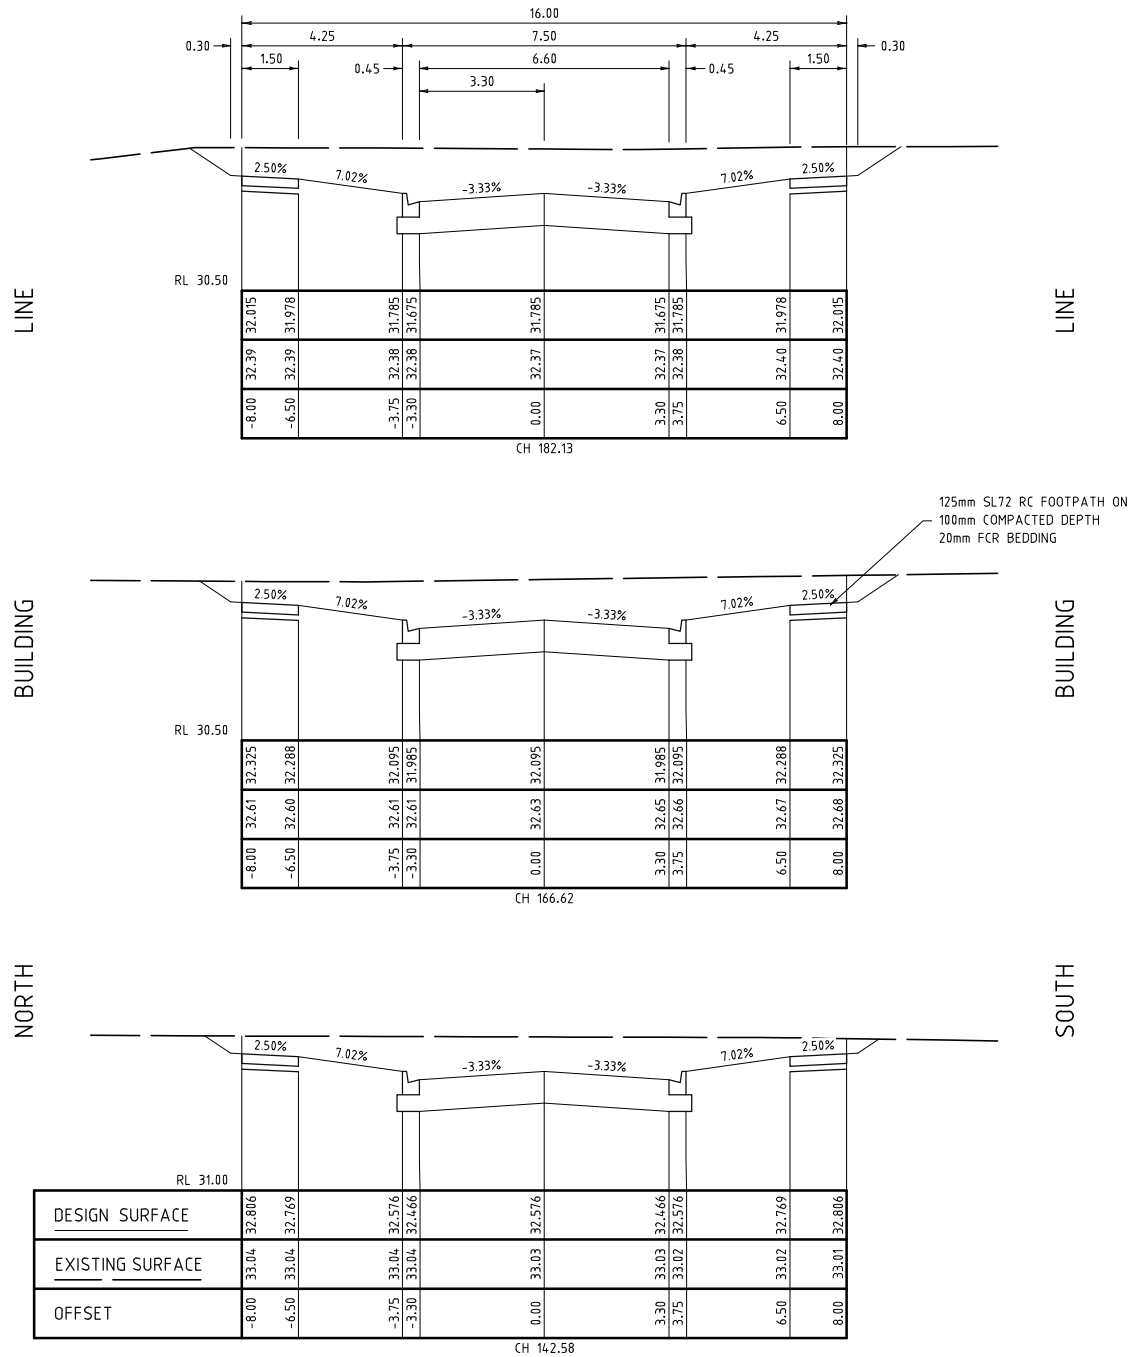 16.00
0.30 4.25 7.50 4.25 0.30
1.50 0.45 6.60 0.45 1.50
3.30
2.50% 7.02% -3.33% -3.33% 7.02% 2.50%
RL 30.50
32.015 31.978 31.785 31.675 31.785 31.675 31.785 31.978 32.015
32.39 32.39 32.38 32.38 32.37 32.37 32.38 32.40 32.40
-8.00 -6.50 -3.75 -3.30 0.00 3.30 3.75 6.50 8.00
CH 182.13
LINE
LINE
125mm SL72 RC FOOTPATH ON
100mm COMPACTED DEPTH
20mm FCR BEDDING
2.50% 7.02% -3.33% -3.33% 7.02% 2.50%
BUILDING
BUILDING
RL 30.50
32.325 32.288 32.095 31.985 32.095 31.985 32.095 32.288 32.325
32.61 32.60 32.61 32.61 32.63 32.65 32.66 32.67 32.68
-8.00 -6.50 -3.75 -3.30 0.00 3.30 3.75 6.50 8.00
CH 166.62
NORTH
SOUTH
2.50% 7.02% -3.33% -3.33% 7.02% 2.50%
RL 31.00
DESIGN SURFACE 32.806 32.769 32.576 32.466 32.576 32.466 32.576 32.769 32.806
EXISTING SURFACE 33.04 33.04 33.04 33.04 33.03 33.03 33.02 33.02 33.01
OFFSET -8.00 -6.50 -3.75 -3.30 0.00 3.30 3.75 6.50 8.00
CH 142.58